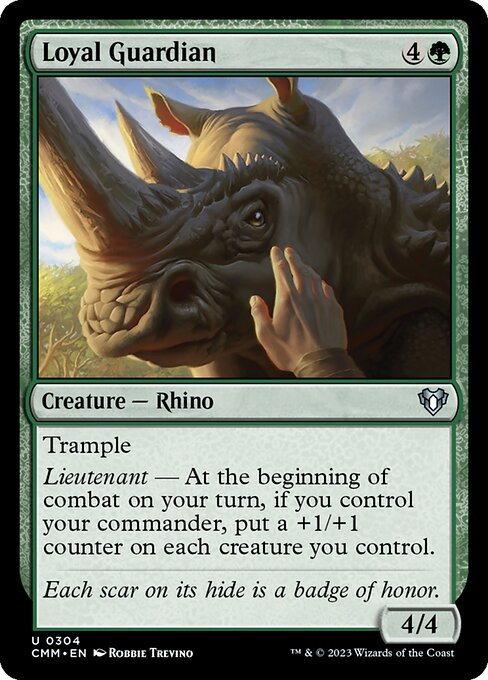 Loyal Guardian 4
Creature — Rhino
Trample
Lieutenant — At the beginning of
combat on your turn, if you control
your commander, put a +1/+1
counter on each creature you control.
Each scar on its hide is a badge of honor.
4/4
U 0304
CMM • EN Robbie Trevino ™ & © 2023 Wizards of the Coast